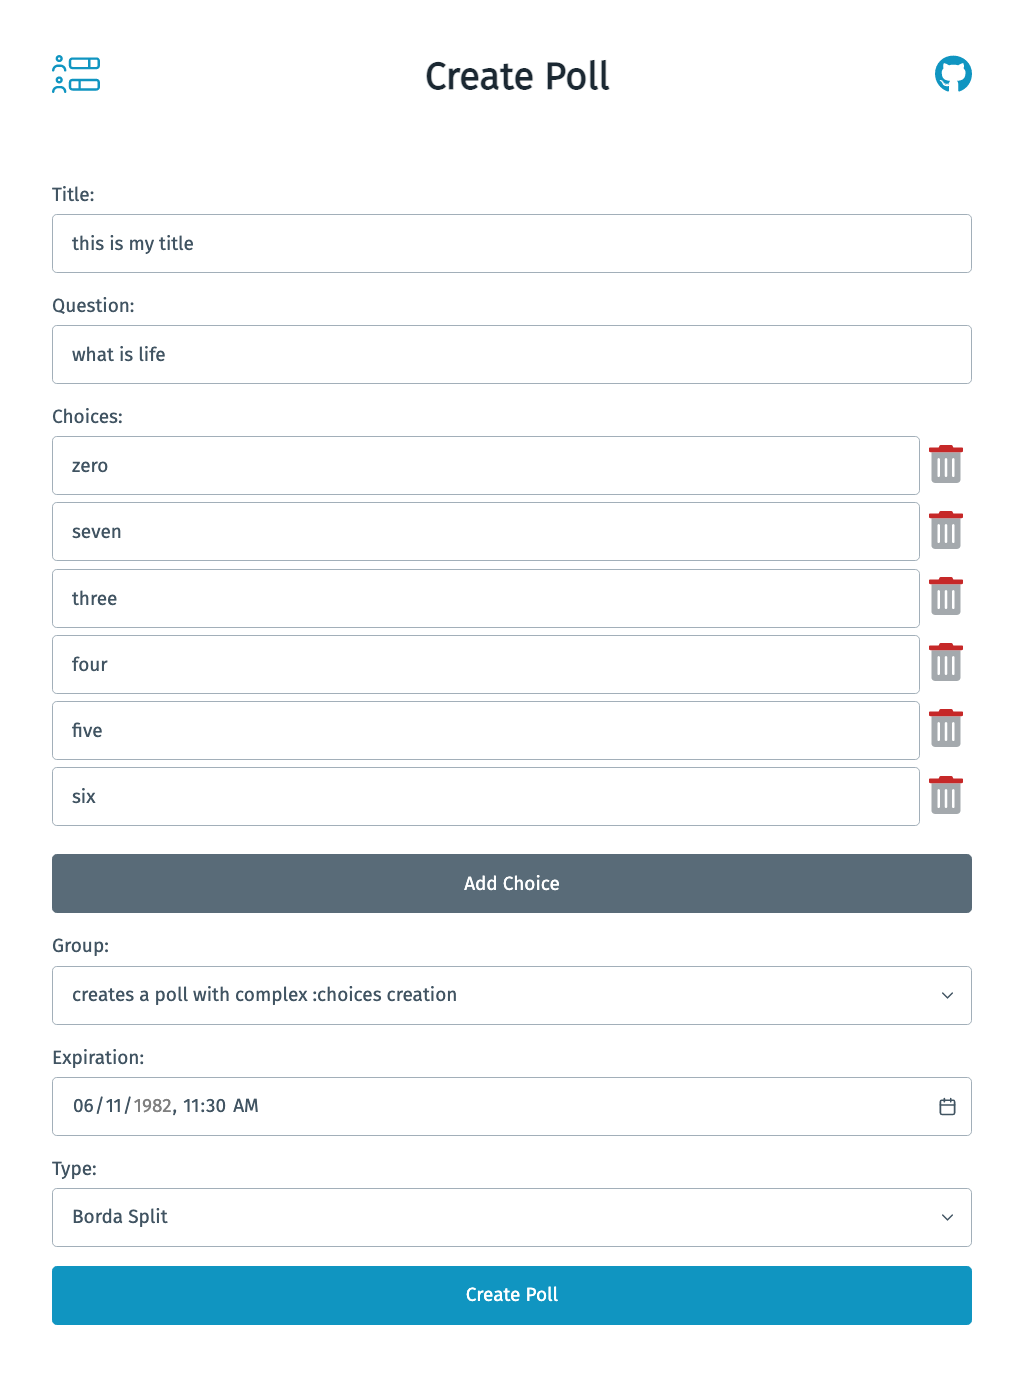 Create Poll
Title:
this is my title
Question:
what is life
Choices:
zero
seven
three
four
five
six
Add Choice
Group:
creates a poll with complex :choices creation
Expiration:
06/11/1982, 11:30 AM
Type:
Borda Split
Create Poll